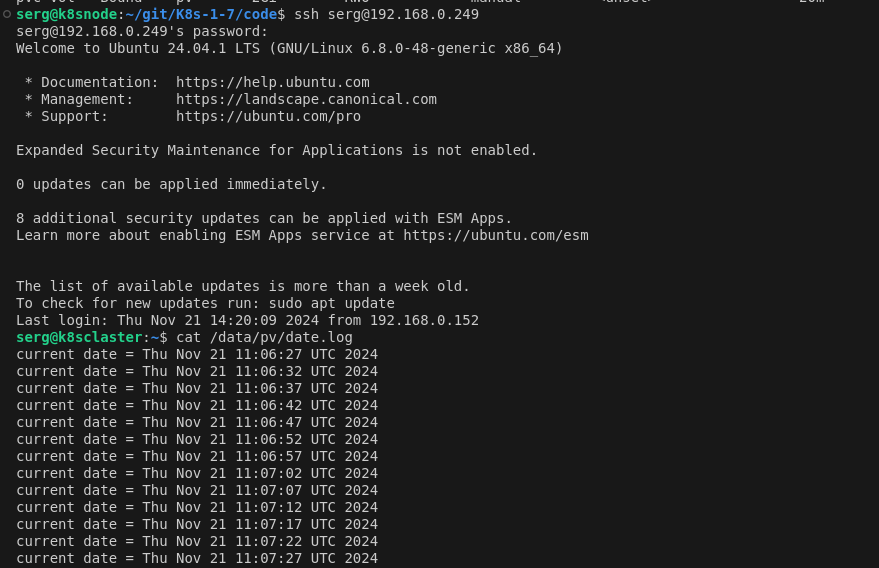 serg@k8snode:~/git/K8s-1-7/code$ ssh serg@192.168.0.249
serg@192.168.0.249's password:
Welcome to Ubuntu 24.04.1 LTS (GNU/Linux 6.8.0-48-generic x86_64)
* Documentation:  https://help.ubuntu.com
* Management:     https://landscape.canonical.com
* Support:        https://ubuntu.com/pro
Expanded Security Maintenance for Applications is not enabled.
0 updates can be applied immediately.
8 additional security updates can be applied with ESM Apps.
Learn more about enabling ESM Apps service at https://ubuntu.com/esm
The list of available updates is more than a week old.
To check for new updates run: sudo apt update
Last login: Thu Nov 21 14:20:09 2024 from 192.168.0.152
serg@k8sclaster:~$ cat /data/pv/date.log
current date = Thu Nov 21 11:06:27 UTC 2024
current date = Thu Nov 21 11:06:32 UTC 2024
current date = Thu Nov 21 11:06:37 UTC 2024
current date = Thu Nov 21 11:06:42 UTC 2024
current date = Thu Nov 21 11:06:47 UTC 2024
current date = Thu Nov 21 11:06:52 UTC 2024
current date = Thu Nov 21 11:06:57 UTC 2024
current date = Thu Nov 21 11:07:02 UTC 2024
current date = Thu Nov 21 11:07:07 UTC 2024
current date = Thu Nov 21 11:07:12 UTC 2024
current date = Thu Nov 21 11:07:17 UTC 2024
current date = Thu Nov 21 11:07:22 UTC 2024
current date = Thu Nov 21 11:07:27 UTC 2024